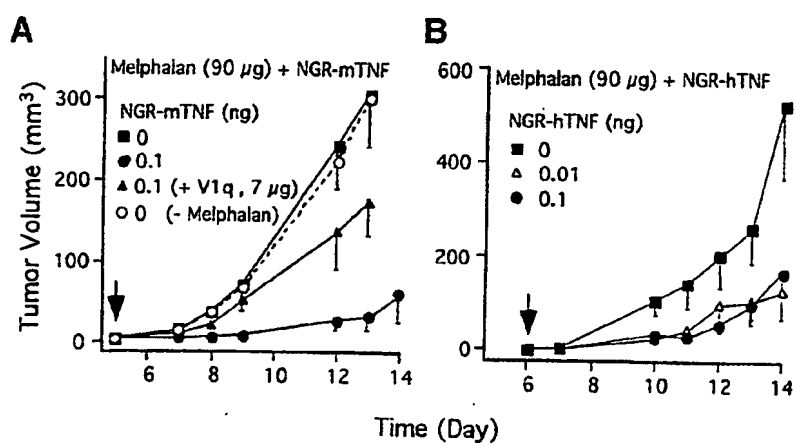 A
Melphalan (90 µg) + NGR-mTNF
NGR-mTNF (ng)
0
0.1
0.1 (+ V1q , 7 µg)
0 (- Melphalan)
Tumor Volume (mm³)
300
200
100
0
6
8
10
12
14
B
Melphalan (90 µg) + NGR-hTNF
NGR-hTNF (ng)
0
0.01
0.1
600
400
200
0
6
8
10
12
14
Time (Day)